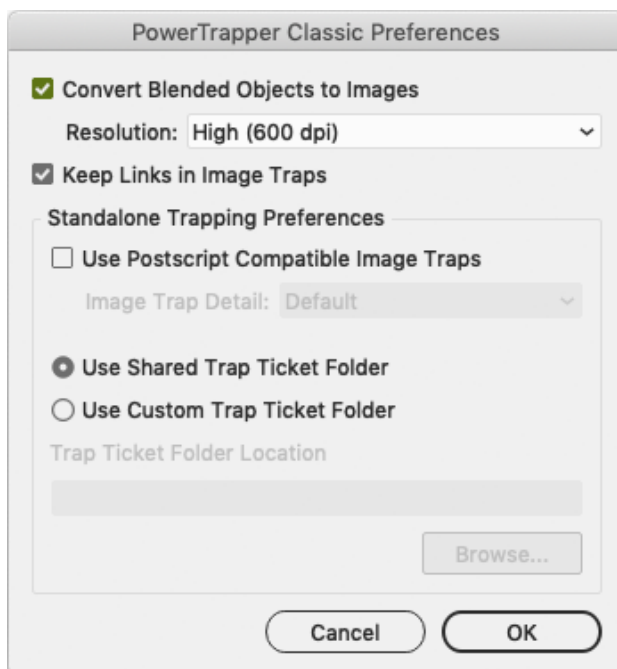 PowerTrapper Classic Preferences
Convert Blended Objects to Images
Resolution: High (600 dpi)
Keep Links in Image Traps
Standalone Trapping Preferences
Use Postscript Compatible Image Traps
Image Trap Detail: Default
Use Shared Trap Ticket Folder
Use Custom Trap Ticket Folder
Trap Ticket Folder Location
Browse...
Cancel OK